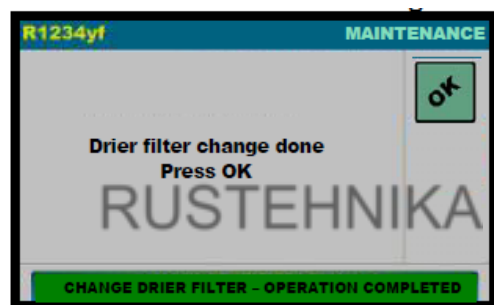 R1234yf MAINTENANCE
OK
Drier filter change done
Press OK
RUSTEHNIKA
CHANGE DRIER FILTER - OPERATION COMPLETED